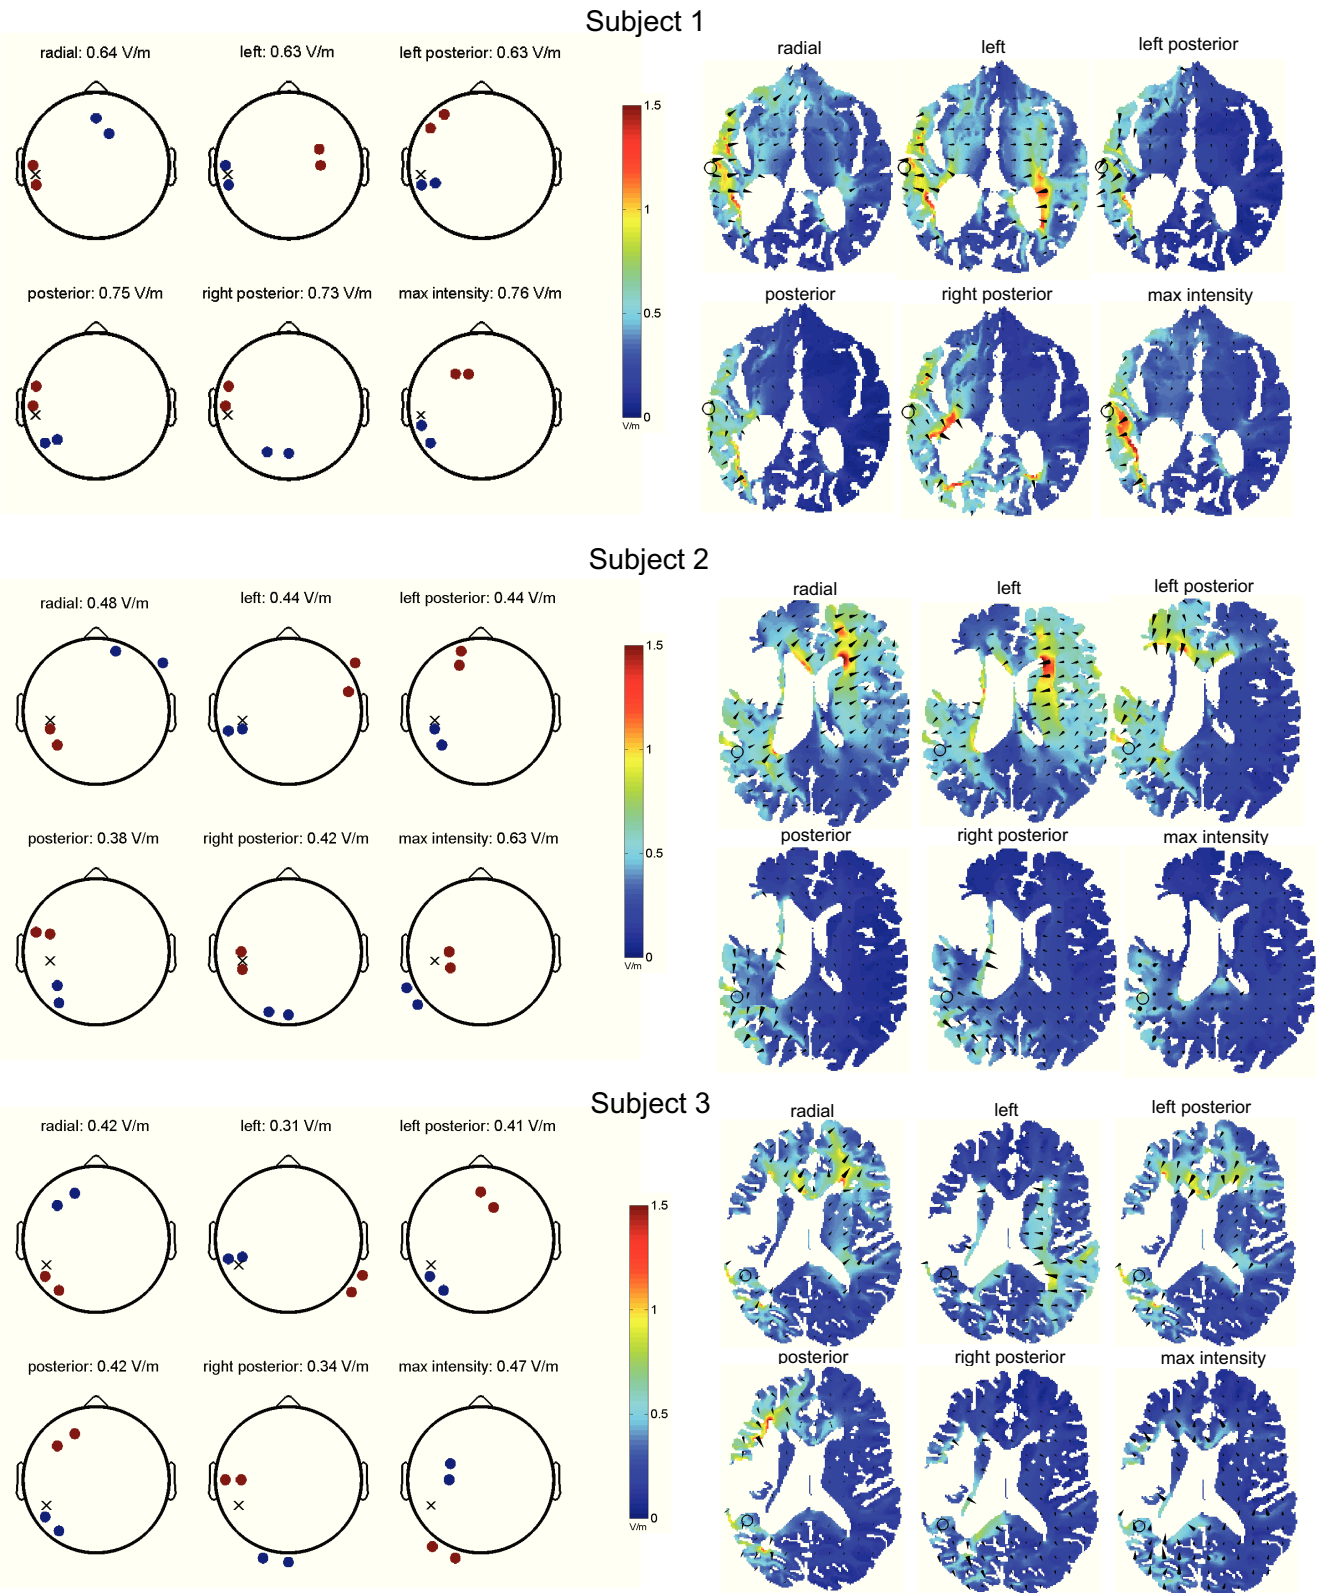 Subject 1
radial: 0.64 V/m
left: 0.63 V/m
left posterior: 0.63 V/m
posterior: 0.75 V/m
right posterior: 0.73 V/m
max intensity: 0.76 V/m
1.5
1
0.5
0
V/m
radial
left
left posterior
posterior
right posterior
max intensity
Subject 2
radial: 0.48 V/m
left: 0.44 V/m
left posterior: 0.44 V/m
posterior: 0.38 V/m
right posterior: 0.42 V/m
max intensity: 0.63 V/m
1.5
1
0.5
0
V/m
radial
left
left posterior
posterior
right posterior
max intensity
Subject 3
radial: 0.42 V/m
left: 0.31 V/m
left posterior: 0.41 V/m
posterior: 0.42 V/m
right posterior: 0.34 V/m
max intensity: 0.47 V/m
1.5
1
0.5
0
V/m
radial
left
left posterior
posterior
right posterior
max intensity